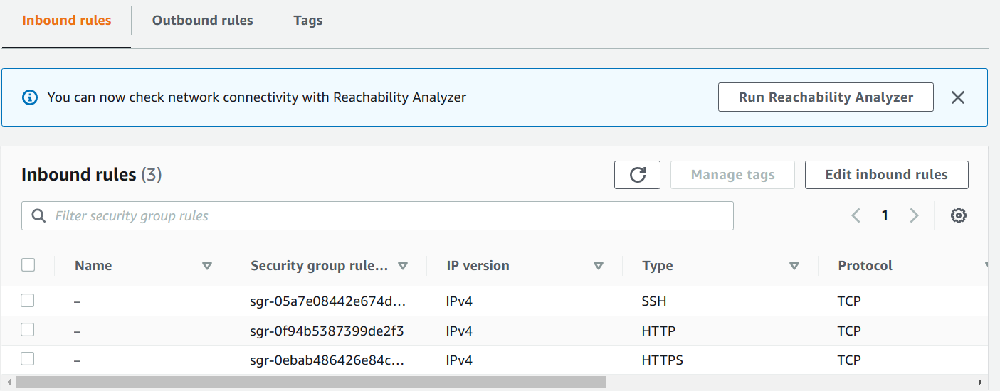 Inbound rules Outbound rules Tags
You can now check network connectivity with Reachability Analyzer Run Reachability Analyzer
Inbound rules (3) Manage tags Edit inbound rules
Filter security group rules 1
Name Security group rule... IP version Type Protocol
– sgr-05a7e08442e674d... IPv4 SSH TCP
– sgr-0f94b5387399de2f3 IPv4 HTTP TCP
– sgr-0ebab486426e84c... IPv4 HTTPS TCP